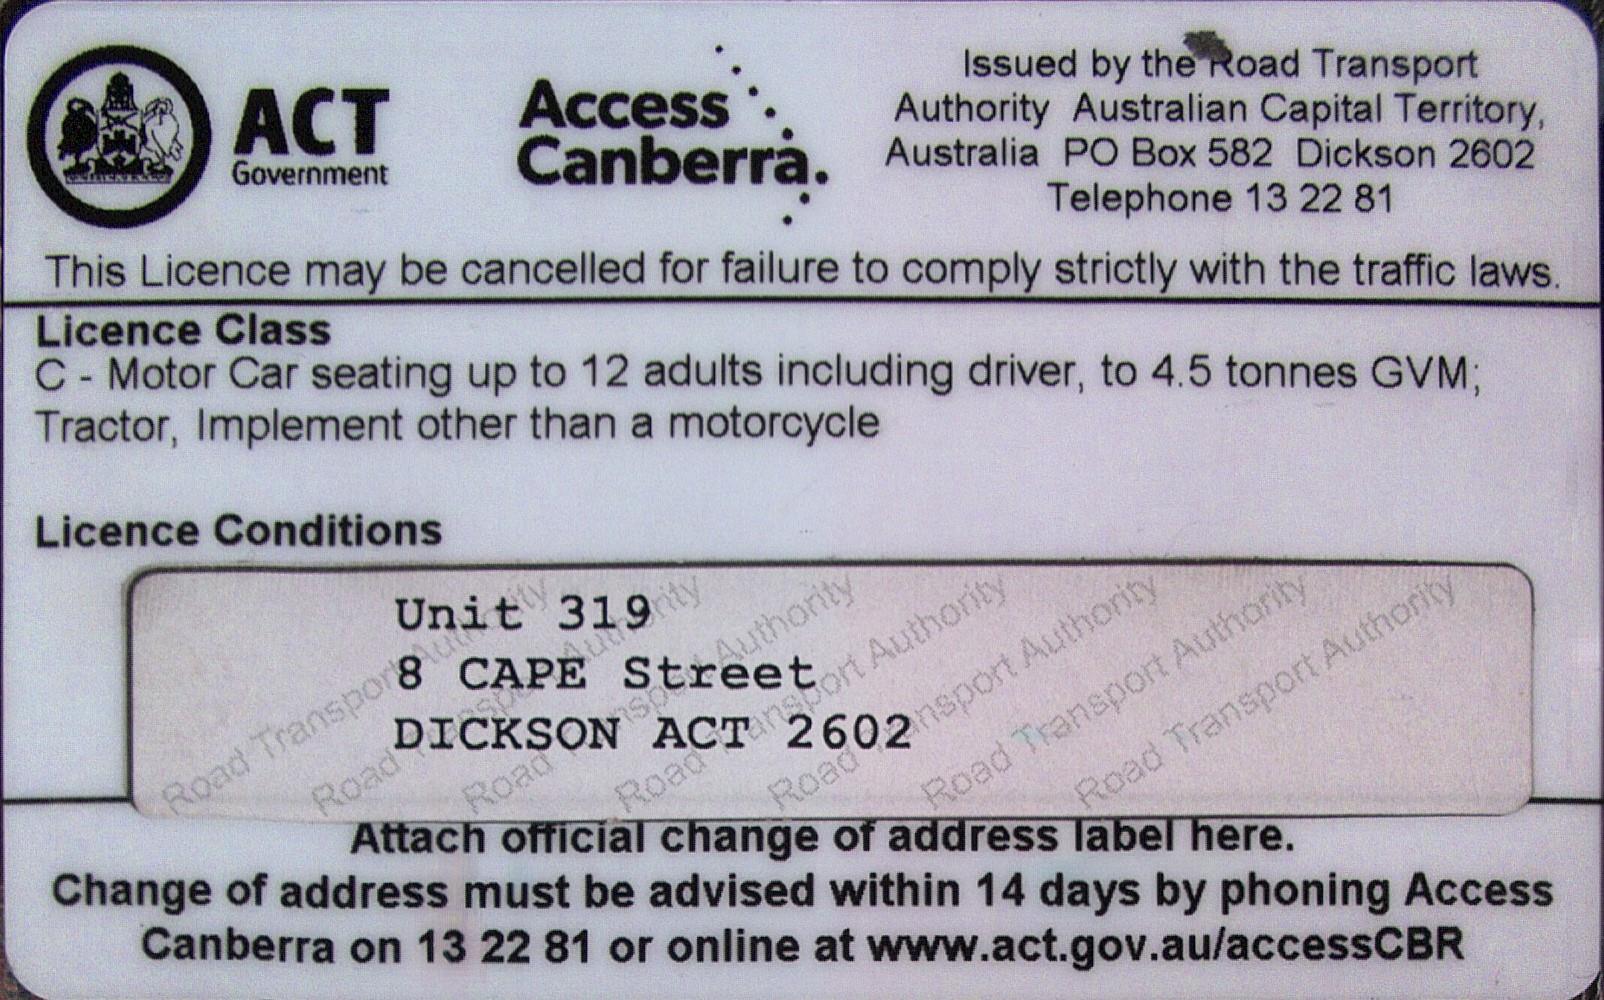 ACT
Government
Access
Canberra.
Issued by the Road Transport
Authority Australian Capital Territory,
Australia PO Box 582 Dickson 2602
Telephone 13 22 81
This Licence may be cancelled for failure to comply strictly with the traffic laws.
Licence Class
C - Motor Car seating up to 12 adults including driver, to 4.5 tonnes GVM;
Tractor, Implement other than a motorcycle
Licence Conditions
Unit 319
8 CAPE Street
DICKSON ACT 2602
Road Transport Authority
Road Transport Authority
Road Transport Authority
Road Transport Authority
Road Transport Authority
Road Transport Authority
Road Transport Authority
Attach official change of address label here.
Change of address must be advised within 14 days by phoning Access
Canberra on 13 22 81 or online at www.act.gov.au/accessCBR